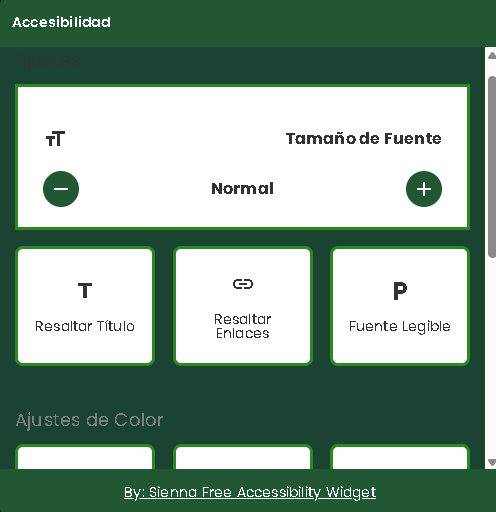 Accesibilidad
Ajustes
Tamaño de Fuente
Normal
T
Resaltar Título
Resaltar
Enlaces
P
Fuente Legible
Ajustes de Color
By: Sienna Free Accessibility Widget